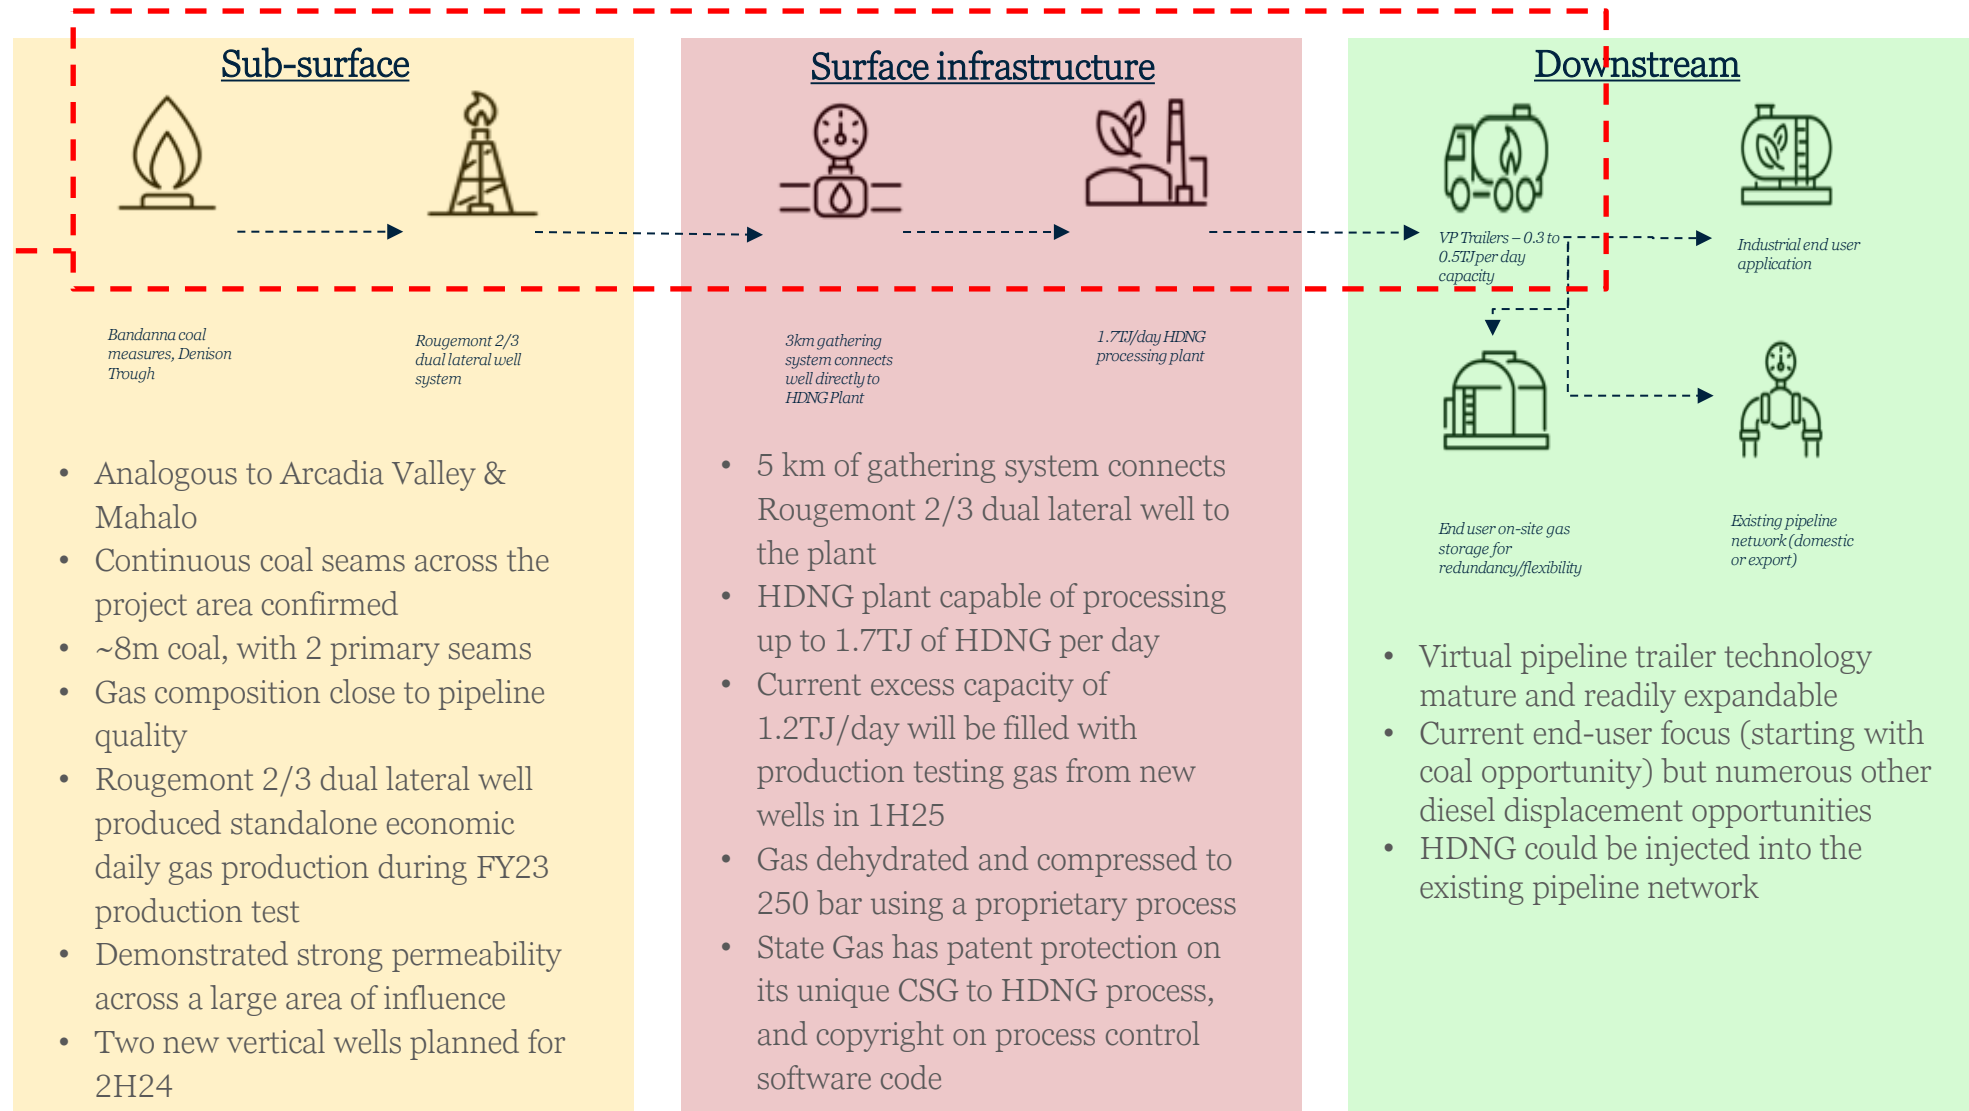 Sub-surface
Bandanna coal
measures, Denison
Trough
Rougemont 2/3
dual lateral well
system
• Analogous to Arcadia Valley &
Mahalo
• Continuous coal seams across the
project area confirmed
• ~8m coal, with 2 primary seams
• Gas composition close to pipeline
quality
• Rougemont 2/3 dual lateral well
produced standalone economic
daily gas production during FY23
production test
• Demonstrated strong permeability
across a large area of influence
• Two new vertical wells planned for
2H24
Surface infrastructure
3km gathering
system connects
well directly to
HDNG Plant
1.7TJ/day HDNG
processing plant
• 5 km of gathering system connects
Rougemont 2/3 dual lateral well to
the plant
• HDNG plant capable of processing
up to 1.7TJ of HDNG per day
• Current excess capacity of
1.2TJ/day will be filled with
production testing gas from new
wells in 1H25
• Gas dehydrated and compressed to
250 bar using a proprietary process
• State Gas has patent protection on
its unique CSG to HDNG process,
and copyright on process control
software code
Downstream
VP Trailers – 0.3 to
0.5TJ per day
capacity
Industrial end user
application
End user on-site gas
storage for
redundancy/flexibility
Existing pipeline
network (domestic
or export)
• Virtual pipeline trailer technology
mature and readily expandable
• Current end-user focus (starting with
coal opportunity) but numerous other
diesel displacement opportunities
• HDNG could be injected into the
existing pipeline network